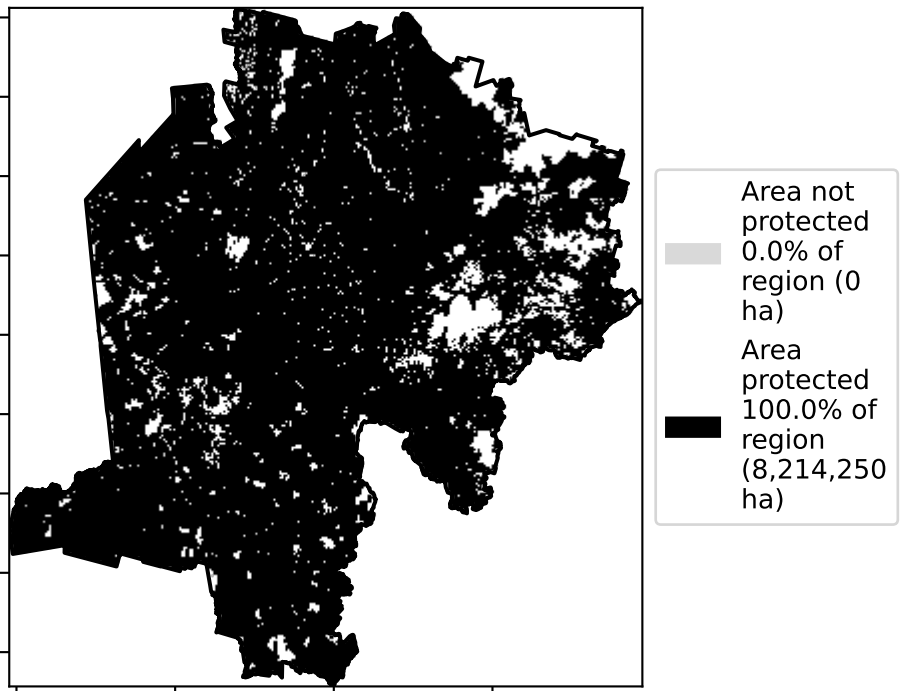 Area not
protected
0.0% of
region (0
ha)
Area
protected
100.0% of
region
(8,214,250
ha)